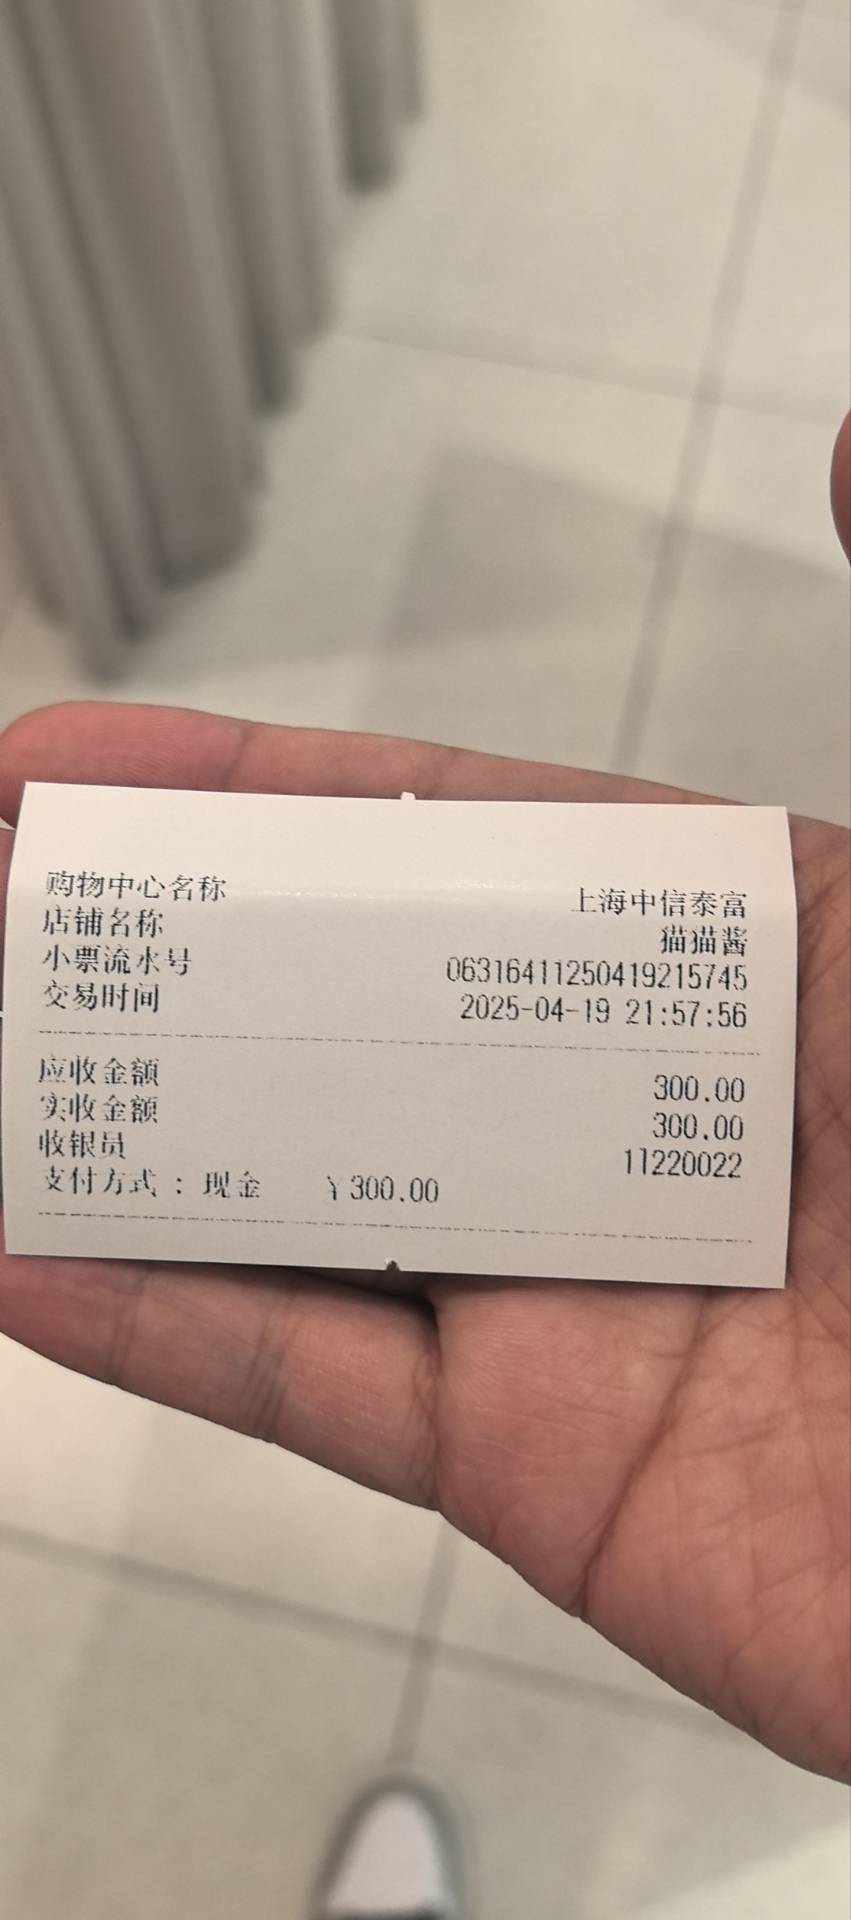 购物中心名称 上海中信泰富
店铺名称 猫猫酱
小票流水号 06316411250419215745
交易时间 2025-04-19 21:57:56
应收金额 300.00
实收金额 300.00
收银员 11220022
支付方式：现金 ¥300.00